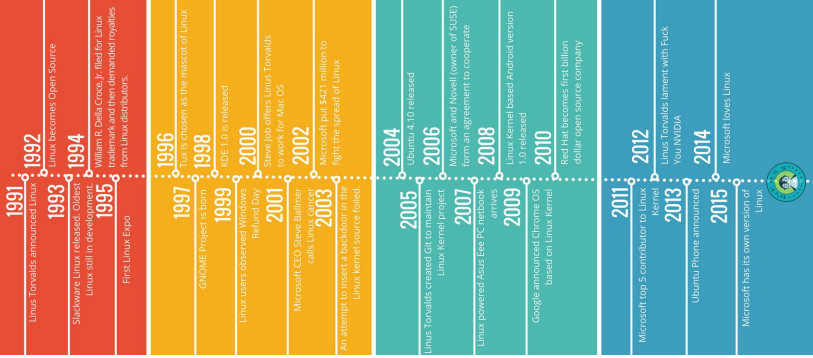 1991
Linus Torvalds announced Linux
1992
Linux becomes Open Source
1993
Slackware Linux released. Oldest
Linux still in development.
1994
William R. Della Croce, Jr. filed for Linux
trademark and then demanded royalties
from Linux distributors.
1995
First Linux Expo
1996
Tux is chosen as the mascot of Linux
1997
GNOME Project is born
1998
KDE 1.0 is released
1999
Linux users observed Windows
Refund Day
2000
Steve Job offers Linus Torvalds
to work for Mac OS
2001
Microsoft CEO Steve Ballmer
calls Linux cancer
2002
Microsoft put $421 million to
fight the spread of Linux
2003
An attempt to insert a backdoor in the
Linux kernel source foiled.
2004
Ubuntu 4.10 released
2005
Linus Torvalds created Git to maintain
Linux Kernel project
2006
Microsoft and Novell (owner of SUSE)
form an agreement to cooperate
2007
Linux powered Asus Eee PC netbook
arrives
2008
Linux Kernel based Android version
1.0 released
2009
Google announced Chrome OS
based on Linux Kernel
2010
Red Hat becomes first billion
dollar open source company
2011
Microsoft top 5 contributor to Linux
Kernel
2012
Linus Torvalds lament with Fuck
You NVIDIA
2013
Ubuntu Phone announced
2014
Microsoft loves Linux
2015
Microsoft has its own version of
Linux